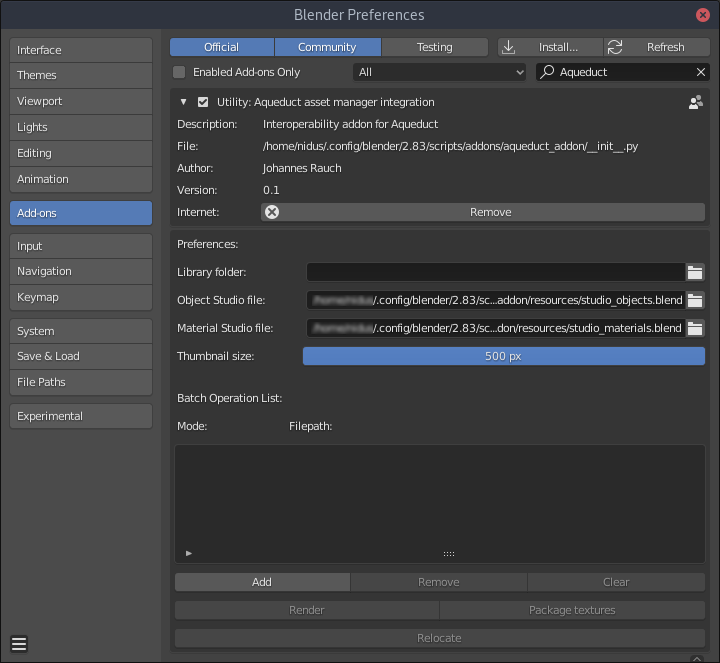 Blender Preferences
Interface
Themes
Viewport
Lights
Editing
Animation
Add-ons
Input
Navigation
Keymap
System
Save & Load
File Paths
Experimental
Official Community Testing Install... Refresh
Enabled Add-ons Only All Aqueduct
Utility: Aqueduct asset manager integration
Description: Interoperability addon for Aqueduct
File: /home/nidus/.config/blender/2.83/scripts/addons/aqueduct_addon/__init__.py
Author: Johannes Rauch
Version: 0.1
Internet: Remove
Preferences:
Library folder:
Object Studio file: /.config/blender/2.83/sc...addon/resources/studio_objects.blend
Material Studio file: /.config/blender/2.83/sc...don/resources/studio_materials.blend
Thumbnail size: 500 px
Batch Operation List:
Mode: Filepath:
Add Remove Clear
Render Package textures
Relocate